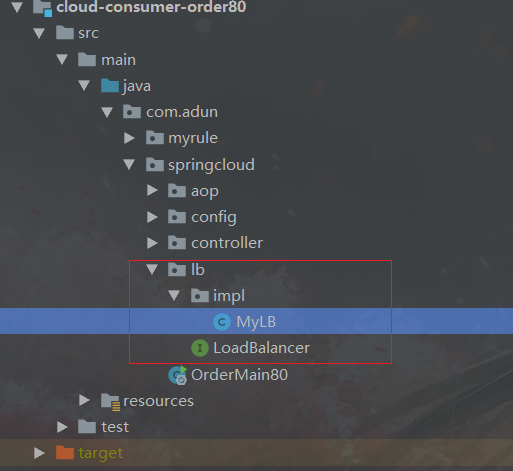 cloud-consumer-order80
src
main
java
com.adun
myrule
springcloud
aop
config
controller
lb
impl
C MyLB
I LoadBalancer
OrderMain80
resources
test
target